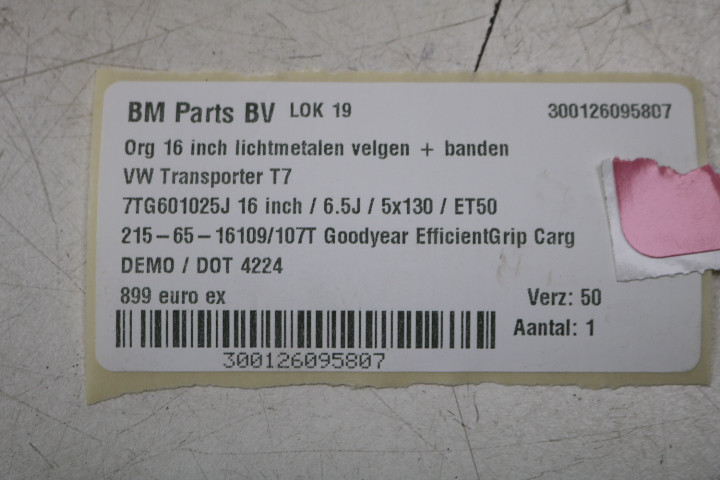 BM Parts BV LOK 19 300126095807
Org 16 inch lichtmetalen velgen + banden
VW Transporter T7
7TG601025J 16 inch / 6.5J / 5x130 / ET50
215-65-16109/107T Goodyear EfficientGrip Carg
DEMO / DOT 4224
899 euro ex Verz: 50
Aantal: 1
300126095807